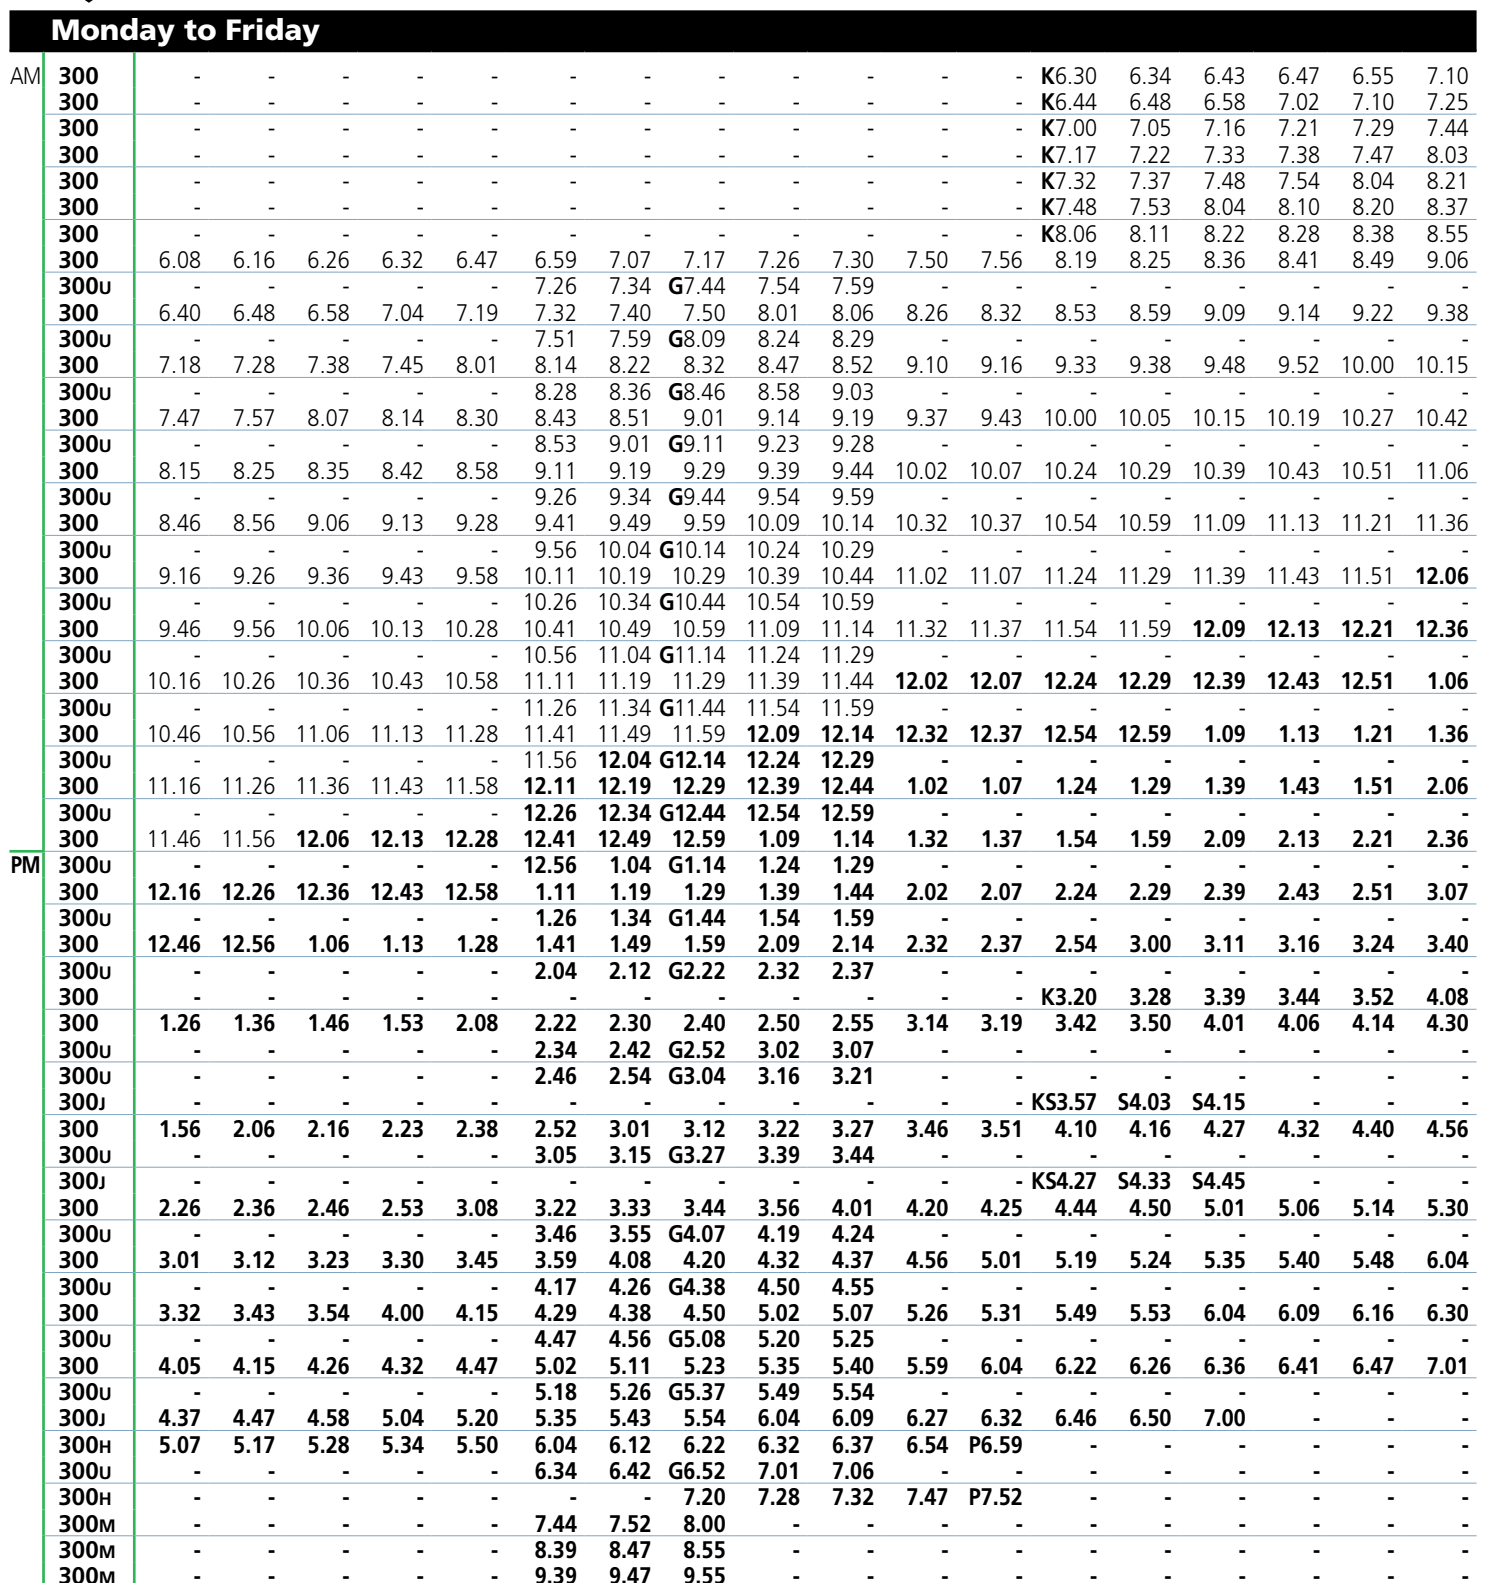 Monday to Friday
AM 300 - - - - - - - - - - - - K6.30 6.34 6.43 6.47 6.55 7.10
300 - - - - - - - - - - - - K6.44 6.48 6.58 7.02 7.10 7.25
300 - - - - - - - - - - - - K7.00 7.05 7.16 7.21 7.29 7.44
300 - - - - - - - - - - - - K7.17 7.22 7.33 7.38 7.47 8.03
300 - - - - - - - - - - - - K7.32 7.37 7.48 7.54 8.04 8.21
300 - - - - - - - - - - - - K7.48 7.53 8.04 8.10 8.20 8.37
300 - - - - - - - - - - - - K8.06 8.11 8.22 8.28 8.38 8.55
300 6.08 6.16 6.26 6.32 6.47 6.59 7.07 7.17 7.26 7.30 7.50 7.56 8.19 8.25 8.36 8.41 8.49 9.06
300U - - - - - 7.26 7.34 G7.44 7.54 7.59 - - - - - - - -
300 6.40 6.48 6.58 7.04 7.19 7.32 7.40 7.50 8.01 8.06 8.26 8.32 8.53 8.59 9.09 9.14 9.22 9.38
300U - - - - - 7.51 7.59 G8.09 8.24 8.29 - - - - - - - -
300 7.18 7.28 7.38 7.45 8.01 8.14 8.22 8.32 8.47 8.52 9.10 9.16 9.33 9.38 9.48 9.52 10.00 10.15
300U - - - - - 8.28 8.36 G8.46 8.58 9.03 - - - - - - - -
300 7.47 7.57 8.07 8.14 8.30 8.43 8.51 9.01 9.14 9.19 9.37 9.43 10.00 10.05 10.15 10.19 10.27 10.42
300U - - - - - 8.53 9.01 G9.11 9.23 9.28 - - - - - - - -
300 8.15 8.25 8.35 8.42 8.58 9.11 9.19 9.29 9.39 9.44 10.02 10.07 10.24 10.29 10.39 10.43 10.51 11.06
300U - - - - - 9.26 9.34 G9.44 9.54 9.59 - - - - - - - -
300 8.46 8.56 9.06 9.13 9.28 9.41 9.49 9.59 10.09 10.14 10.32 10.37 10.54 10.59 11.09 11.13 11.21 11.36
300U - - - - - 9.56 10.04 G10.14 10.24 10.29 - - - - - - - -
300 9.16 9.26 9.36 9.43 9.58 10.11 10.19 10.29 10.39 10.44 11.02 11.07 11.24 11.29 11.39 11.43 11.51 12.06
300U - - - - - 10.26 10.34 G10.44 10.54 10.59 - - - - - - - -
300 9.46 9.56 10.06 10.13 10.28 10.41 10.49 10.59 11.09 11.14 11.32 11.37 11.54 11.59 12.09 12.13 12.21 12.36
300U - - - - - 10.56 11.04 G11.14 11.24 11.29 - - - - - - - -
300 10.16 10.26 10.36 10.43 10.58 11.11 11.19 11.29 11.39 11.44 12.02 12.07 12.24 12.29 12.39 12.43 12.51 1.06
300U - - - - - 11.26 11.34 G11.44 11.54 11.59 - - - - - - - -
300 10.46 10.56 11.06 11.13 11.28 11.41 11.49 11.59 12.09 12.14 12.32 12.37 12.54 12.59 1.09 1.13 1.21 1.36
300U - - - - - 11.56 12.04 G12.14 12.24 12.29 - - - - - - - -
300 11.16 11.26 11.36 11.43 11.58 12.11 12.19 12.29 12.39 12.44 1.02 1.07 1.24 1.29 1.39 1.43 1.51 2.06
300U - - - - - 12.26 12.34 G12.44 12.54 12.59 - - - - - - - -
300 11.46 11.56 12.06 12.13 12.28 12.41 12.49 12.59 1.09 1.14 1.32 1.37 1.54 1.59 2.09 2.13 2.21 2.36
PM 300U - - - - - 12.56 1.04 G1.14 1.24 1.29 - - - - - - - -
300 12.16 12.26 12.36 12.43 12.58 1.11 1.19 1.29 1.39 1.44 2.02 2.07 2.24 2.29 2.39 2.43 2.51 3.07
300U - - - - - 1.26 1.34 G1.44 1.54 1.59 - - - - - - - -
300 12.46 12.56 1.06 1.13 1.28 1.41 1.49 1.59 2.09 2.14 2.32 2.37 2.54 3.00 3.11 3.16 3.24 3.40
300U - - - - - 2.04 2.12 G2.22 2.32 2.37 - - - - - - - -
300 - - - - - - - - - - - - K3.20 3.28 3.39 3.44 3.52 4.08
300 1.26 1.36 1.46 1.53 2.08 2.22 2.30 2.40 2.50 2.55 3.14 3.19 3.42 3.50 4.01 4.06 4.14 4.30
300U - - - - - 2.34 2.42 G2.52 3.02 3.07 - - - - - - - -
300U - - - - - 2.46 2.54 G3.04 3.16 3.21 - - - - - - - -
300J - - - - - - - - - - - - KS3.57 S4.03 S4.15 - - -
300 1.56 2.06 2.16 2.23 2.38 2.52 3.01 3.12 3.22 3.27 3.46 3.51 4.10 4.16 4.27 4.32 4.40 4.56
300U - - - - - 3.05 3.15 G3.27 3.39 3.44 - - - - - - - -
300J - - - - - - - - - - - - KS4.27 S4.33 S4.45 - - -
300 2.26 2.36 2.46 2.53 3.08 3.22 3.33 3.44 3.56 4.01 4.20 4.25 4.44 4.50 5.01 5.06 5.14 5.30
300U - - - - - 3.46 3.55 G4.07 4.19 4.24 - - - - - - - -
300 3.01 3.12 3.23 3.30 3.45 3.59 4.08 4.20 4.32 4.37 4.56 5.01 5.19 5.24 5.35 5.40 5.48 6.04
300U - - - - - 4.17 4.26 G4.38 4.50 4.55 - - - - - - - -
300 3.32 3.43 3.54 4.00 4.15 4.29 4.38 4.50 5.02 5.07 5.26 5.31 5.49 5.53 6.04 6.09 6.16 6.30
300U - - - - - 4.47 4.56 G5.08 5.20 5.25 - - - - - - - -
300 4.05 4.15 4.26 4.32 4.47 5.02 5.11 5.23 5.35 5.40 5.59 6.04 6.22 6.26 6.36 6.41 6.47 7.01
300U - - - - - 5.18 5.26 G5.37 5.49 5.54 - - - - - - - -
300J 4.37 4.47 4.58 5.04 5.20 5.35 5.43 5.54 6.04 6.09 6.27 6.32 6.46 6.50 7.00 - - -
300H 5.07 5.17 5.28 5.34 5.50 6.04 6.12 6.22 6.32 6.37 6.54 P6.59 - - - - - -
300U - - - - - 6.34 6.42 G6.52 7.01 7.06 - - - - - - - -
300H - - - - - - - 7.20 7.28 7.32 7.47 P7.52 - - - - - -
300M - - - - - 7.44 7.52 8.00 - - - - - - - - - -
300M - - - - - 8.39 8.47 8.55 - - - - - - - - - -
300M - - - - - 9.39 9.47 9.55 - - - - - - - - - -